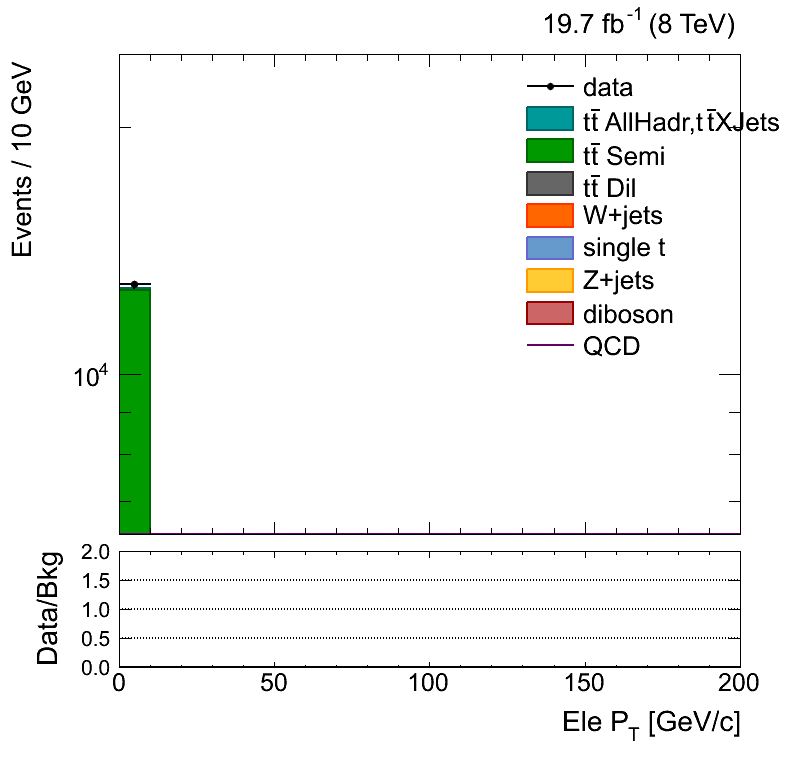 19.7 fb⁻¹ (8 TeV)
Events / 10 GeV
data
tt̄ AllHadr,t t̄XJets
tt̄ Semi
tt̄ Dil
W+jets
single t
Z+jets
diboson
QCD
10⁴
Data/Bkg
2.0
1.5
1.0
0.5
0.0
0 50 100 150 200
Ele P_T [GeV/c]